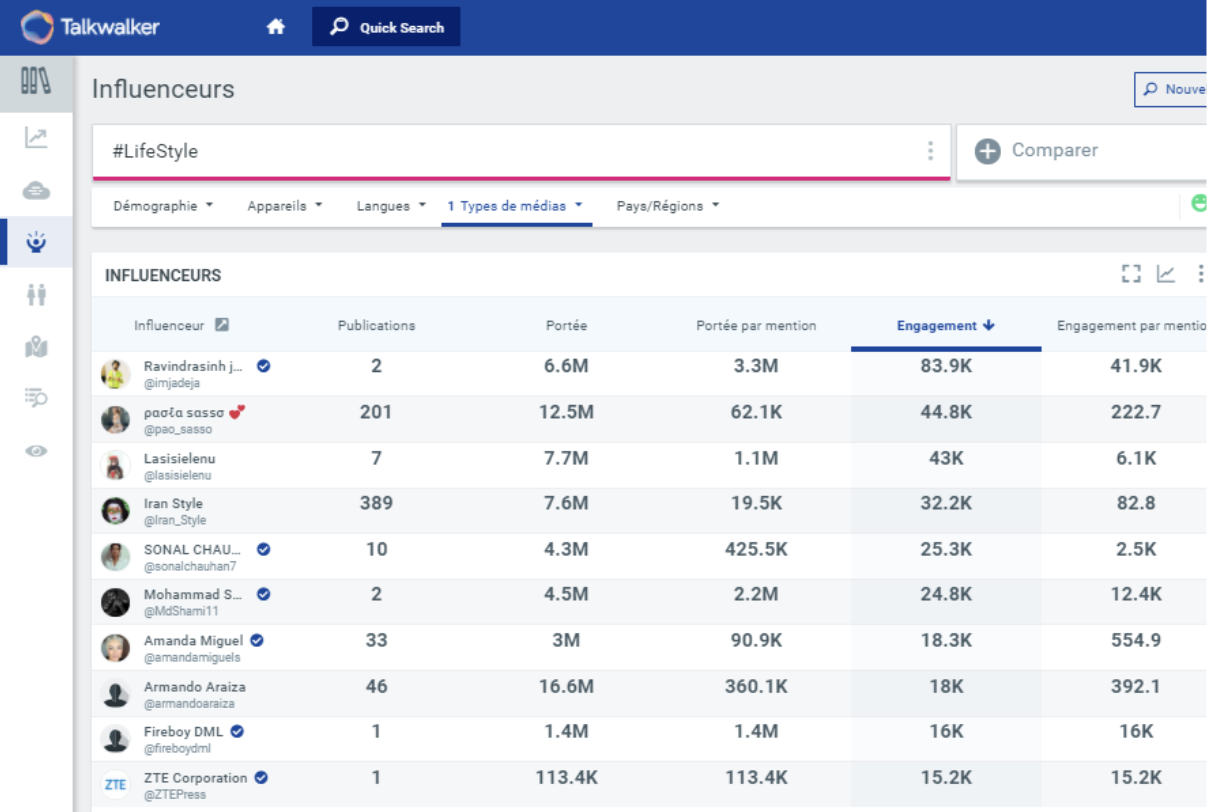 Talkwalker
Quick Search
Influenceurs
Nouve
#LifeStyle
Comparer
Démographie Appareils Langues 1 Types de médias Pays/Régions
INFLUENCEURS
Influenceur Publications Portée Portée par mention Engagement Engagement par mentio
Ravindrasinh j... 2 6.6M 3.3M 83.9K 41.9K
@imjadeja
ρασℓα sαssσ 💕 201 12.5M 62.1K 44.8K 222.7
@pao_sasso
Lasisielenu 7 7.7M 1.1M 43K 6.1K
@lasisielenu
Iran Style 389 7.6M 19.5K 32.2K 82.8
@Iran_Style
SONAL CHAU... 10 4.3M 425.5K 25.3K 2.5K
@sonalchauhan7
Mohammad S... 2 4.5M 2.2M 24.8K 12.4K
@MdShami11
Amanda Miguel 33 3M 90.9K 18.3K 554.9
@amandamiguels
Armando Araiza 46 16.6M 360.1K 18K 392.1
@armandoaraiza
Fireboy DML 1 1.4M 1.4M 16K 16K
@fireboydml
ZTE ZTE Corporation 1 113.4K 113.4K 15.2K 15.2K
@ZTEPress